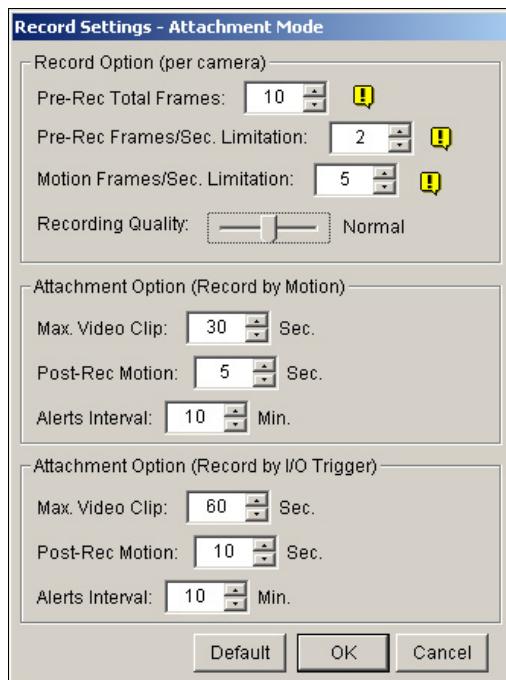 Record Settings - Attachment Mode
Record Option (per camera)
Pre-Rec Total Frames: 10
Pre-Rec Frames/Sec. Limitation: 2
Motion Frames/Sec. Limitation: 5
Recording Quality: Normal
Attachment Option (Record by Motion)
Max. Video Clip: 30 Sec.
Post-Rec Motion: 5 Sec.
Alerts Interval: 10 Min.
Attachment Option (Record by I/O Trigger)
Max. Video Clip: 60 Sec.
Post-Rec Motion: 10 Sec.
Alerts Interval: 10 Min.
Default OK Cancel